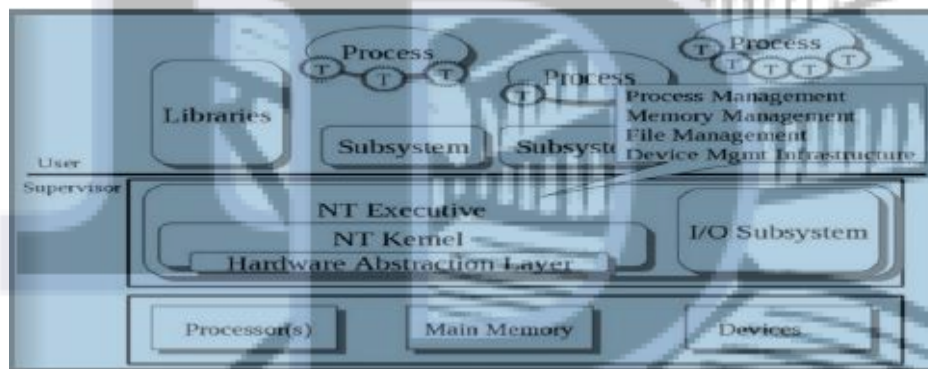 Process
T
T
T
T
Process
T
T
T
T
T
Process
T
Libraries
Process Management
Memory Management
File Management
Device Mgmt Infrastructure
Subsystem
Subsyste
User
Supervisor
NT Executive
NT Kernel
Hardware Abstraction Layer
I/O Subsystem
Processor(s)
Main Memory
Devices